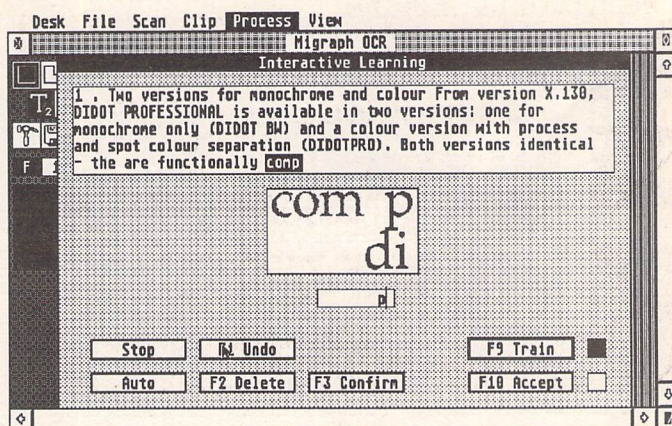 Desk File Scan Clip Process View
Migraph OCR
Interactive Learning
1 . Two versions for monochrome and colour From version X.130,
DIDOT PROFESSIONAL is available in two versions: one for
monochrome only (DIDOT BW) and a colour version with process
and spot colour separation (DIDOTPRO). Both versions identical
- the are functionally comp
com p
di
p
Stop F1 Undo F9 Train
Auto F2 Delete F3 Confirm F10 Accept
T2
F